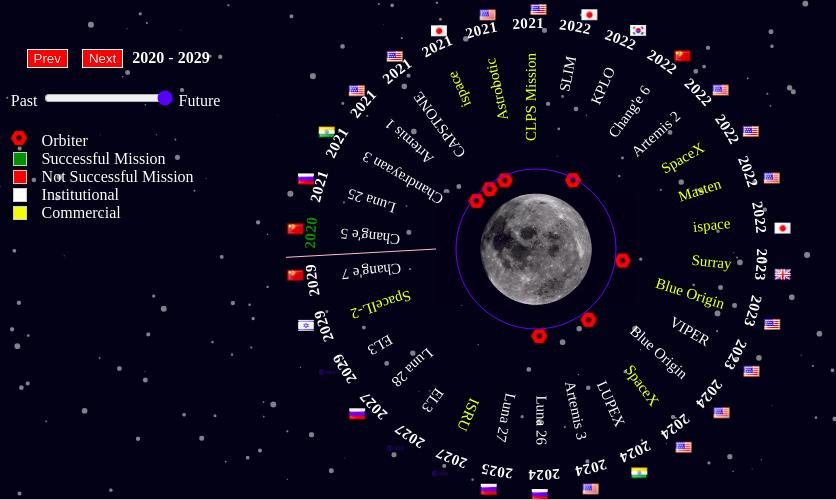 Prev Next 2020 - 2029
Past Future
Orbiter
Successful Mission
Not Successful Mission
Institutional
Commercial
2020 Chang'e 5
2021 Luna 25
2021 Chandrayaan 3
2021 Artemis 1
2021 CAPSTONE
2021 ispace
2021 Astrobotic
2021 CLPS Mission
2022 SLIM
2022 KPLO
2022 Chang'e 6
2022 Artemis 2
2022 SpaceX
2022 Masten
2022 ispace
2023 Surray
2023 Blue Origin
2023 VIPER
2024 Blue Origin
2024 SpaceX
2024 LUPEX
2024 Artemis 3
2024 Luna 26
2025 Luna 27
2027 ISRU
2027 EL3
2027 Luna 28
2029 EL3
2029 SpaceIL-2
2029 Chang'e 7